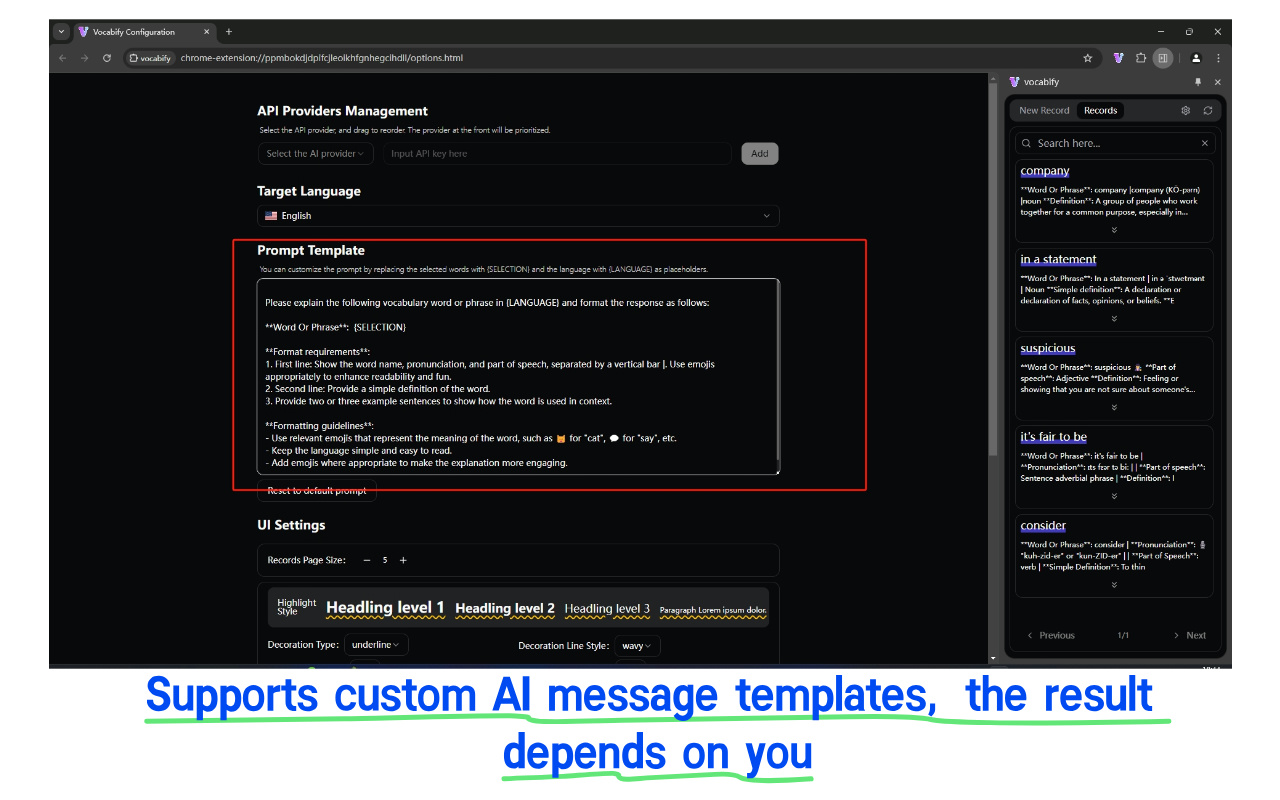 Vocabify Configuration
vocabify
chrome-extension://ppmbokdjdplfcjleolkhfgnhegclhdll/options.html
API Providers Management
Select the API provider, and drag to reorder. The provider at the front will be prioritized.
Select the AI provider
Input API key here
Add
Target Language
English
Prompt Template
You can customize the prompt by replacing the selected words with {SELECTION} and the language with {LANGUAGE} as placeholders.
Please explain the following vocabulary word or phrase in {LANGUAGE} and format the response as follows:
**Word Or Phrase**: {SELECTION}
**Format requirements**:
1. First line: Show the word name, pronunciation, and part of speech, separated by a vertical bar |. Use emojis
appropriately to enhance readability and fun.
2. Second line: Provide a simple definition of the word.
3. Provide two or three example sentences to show how the word is used in context.
**Formatting guidelines**:
- Use relevant emojis that represent the meaning of the word, such as 🐱 for "cat", 💬 for "say", etc.
- Keep the language simple and easy to read.
- Add emojis where appropriate to make the explanation more engaging.
Reset to default prompt
UI Settings
Records Page Size: − 5 +
Highlight
Style
Headling level 1 Headling level 2 Headling level 3 Paragraph Lorem ipsum dolor.
Decoration Type: underline
Decoration Line Style: wavy
vocabify
New Record Records
Search here...
company
**Word Or Phrase**: company |company (KÖ-pərn)
|noun **Definition**: A group of people who work
together for a common purpose, especially in...
in a statement
**Word Or Phrase**: In a statement | in ə ˈstwetmənt
| Noun **Simple definition**: A declaration or
declaration of facts, opinions, or beliefs. **E
suspicious
**Word Or Phrase**: suspicious **Part of
speech**: Adjective **Definition**: Feeling or
showing that you are not sure about someone's...
it's fair to be
**Word Or Phrase**: it's fair to be |
**Pronunciation**: ɪts fɛər tə biː | | **Part of speech**:
Sentence adverbial phrase | **Definition**: I
consider
**Word Or Phrase**: consider | **Pronunciation**:
"kuh-zid-er" or "kun-ZID-er" | | **Part of Speech**:
verb | **Simple Definition**: To thin
Previous 1/1 Next
Supports custom AI message templates, the result
depends on you